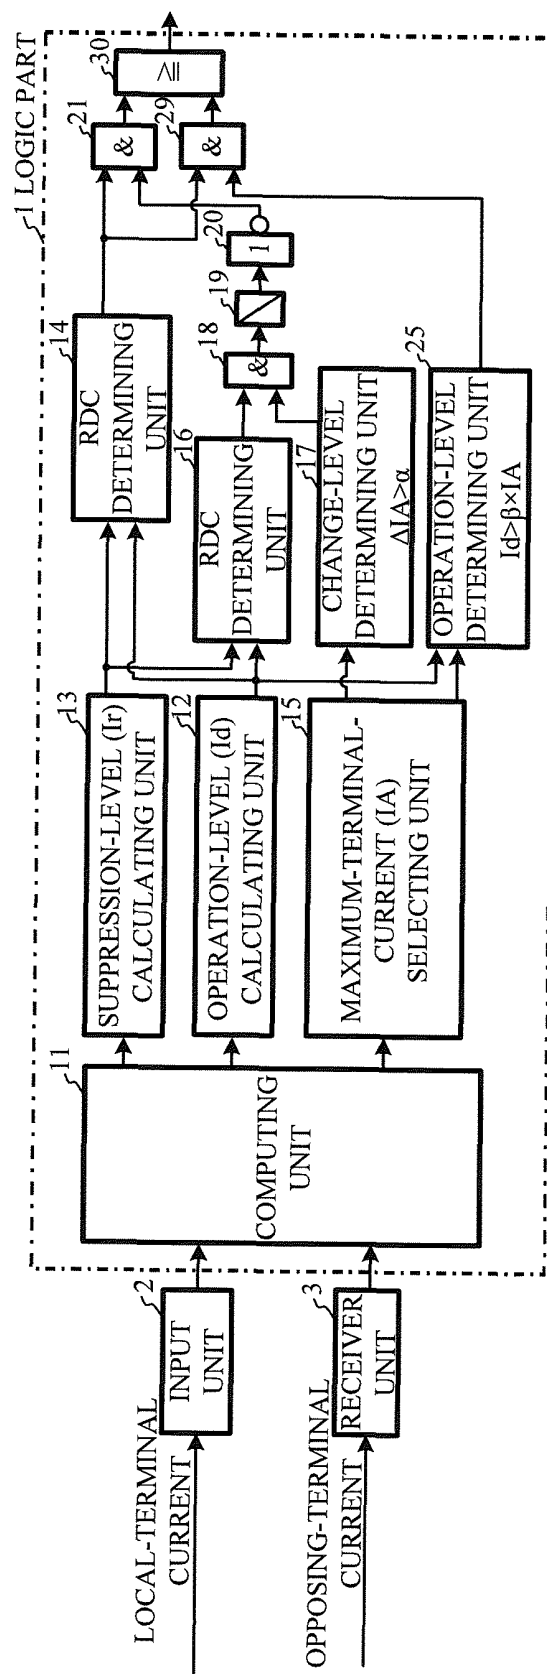 1 LOGIC PART
LOCAL-TERMINAL
CURRENT
2
INPUT
UNIT
OPPOSING-TERMINAL
CURRENT
3
RECEIVER
UNIT
11
COMPUTING
UNIT
13
SUPPRESSION-LEVEL (Ir)
CALCULATING UNIT
12
OPERATION-LEVEL (Id)
CALCULATING UNIT
15
MAXIMUM-TERMINAL-
CURRENT (IA)
SELECTING UNIT
14
RDC
DETERMINING
UNIT
16
RDC
DETERMINING
UNIT
17
CHANGE-LEVEL
DETERMINING UNIT
ΔIA>α
25
OPERATION-LEVEL
DETERMINING UNIT
Id>β×IA
18
&
19
20
1
21
&
29
&
30
≧1